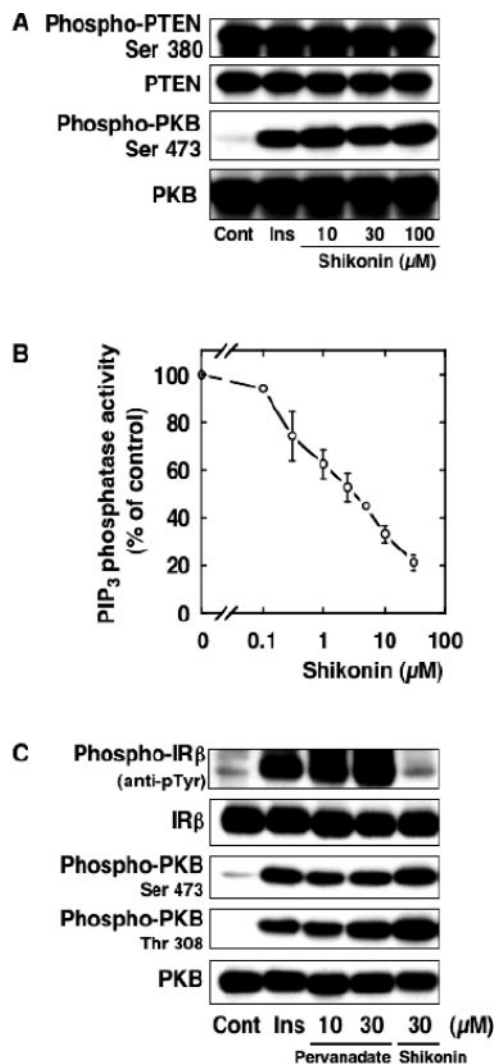 A
Phospho-PTEN
Ser 380
PTEN
Phospho-PKB
Ser 473
PKB
Cont Ins 10 30 100
Shikonin (µM)
B
PIP3 phosphatase activity
(% of control)
100
80
60
40
20
0
0 0.1 1 10 100
Shikonin (µM)
C
Phospho-IRβ
(anti-pTyr)
IRβ
Phospho-PKB
Ser 473
Phospho-PKB
Thr 308
PKB
Cont Ins 10 30 30 (µM)
Pervanadate Shikonin